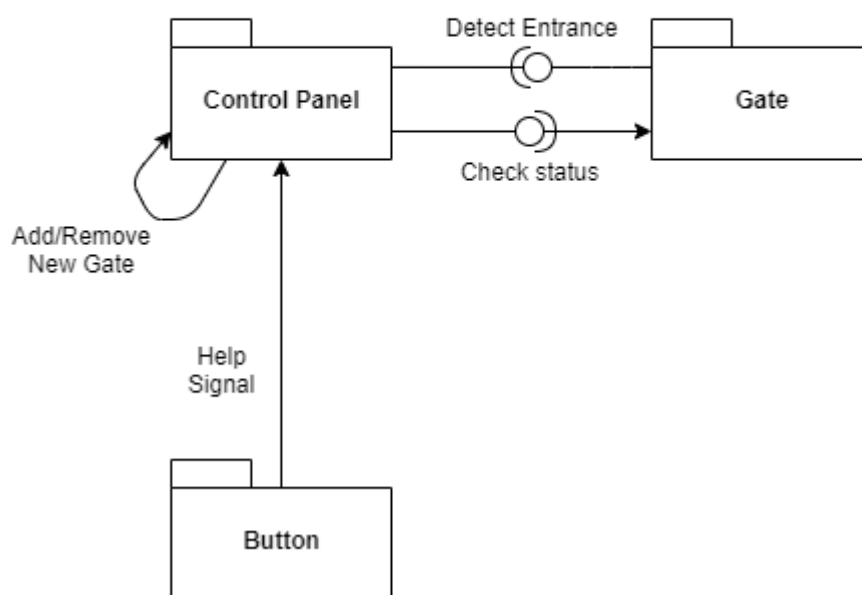 Detect Entrance
Control Panel
Gate
Check status
Add/Remove
New Gate
Help
Signal
Button